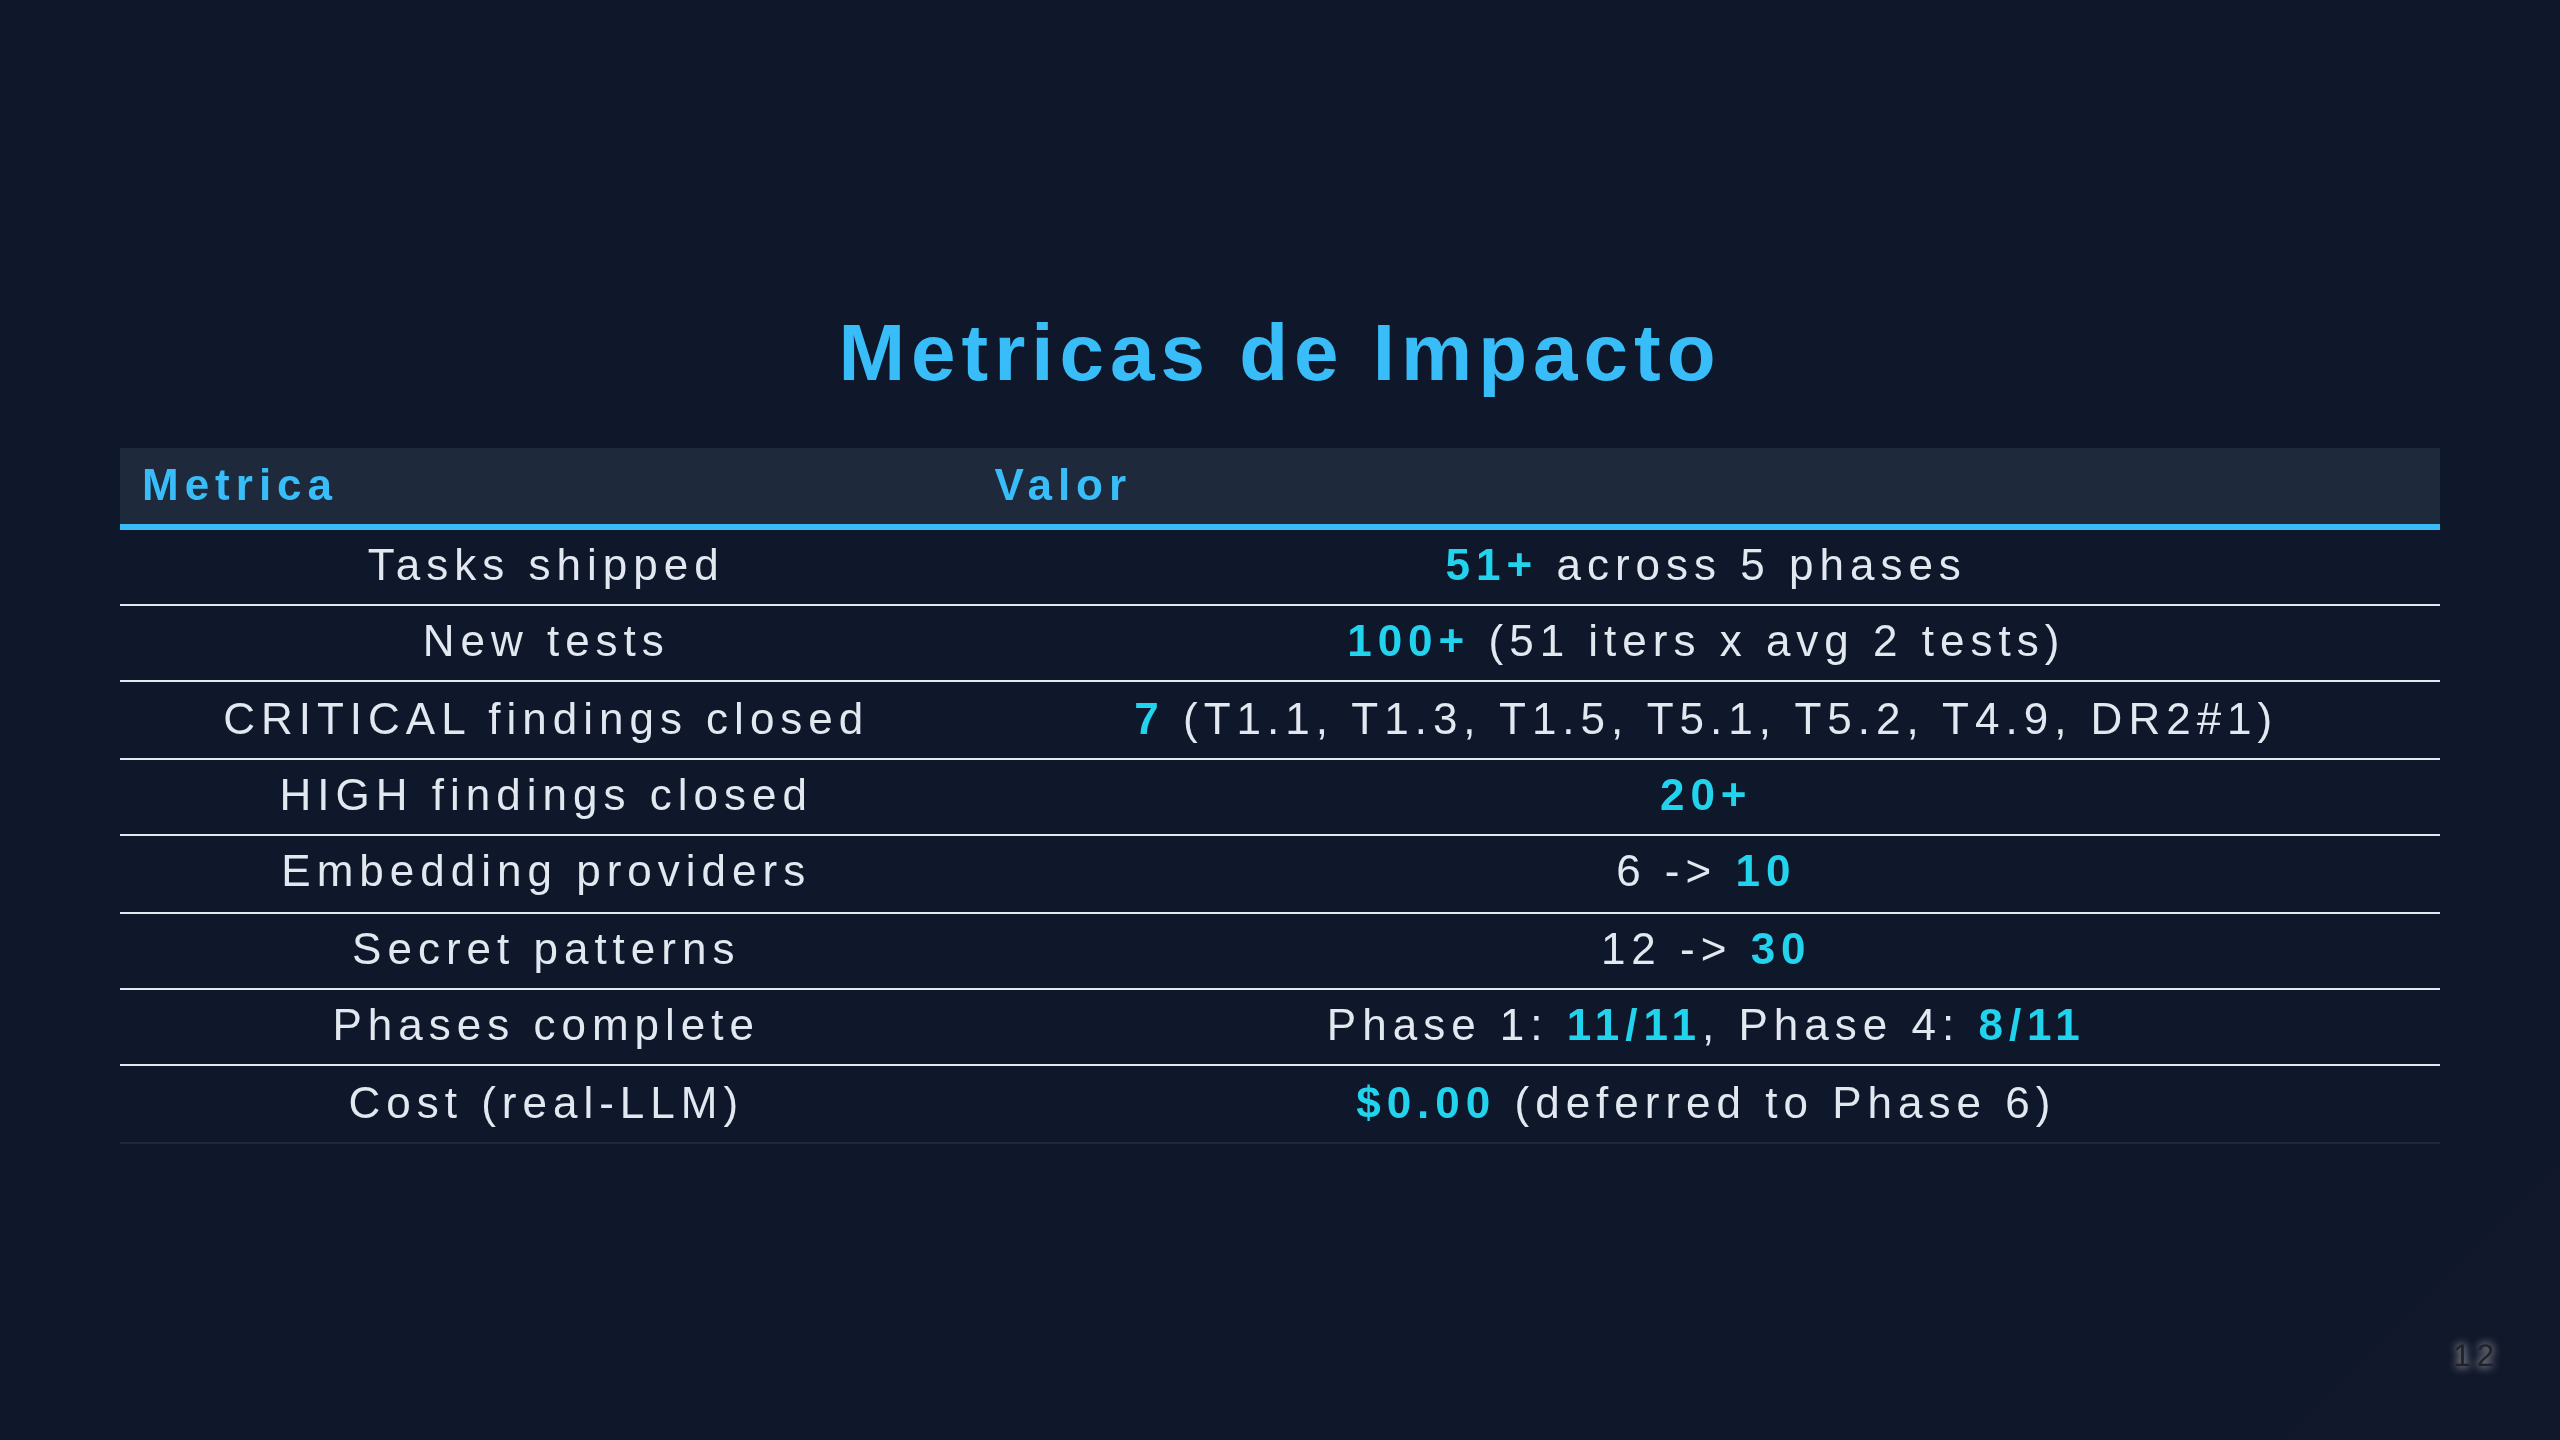 Metricas de Impacto
Metrica Valor
Tasks shipped 51+ across 5 phases
New tests 100+ (51 iters x avg 2 tests)
CRITICAL findings closed 7 (T1.1, T1.3, T1.5, T5.1, T5.2, T4.9, DR2#1)
HIGH findings closed 20+
Embedding providers 6 -> 10
Secret patterns 12 -> 30
Phases complete Phase 1: 11/11, Phase 4: 8/11
Cost (real-LLM) $0.00 (deferred to Phase 6)
12